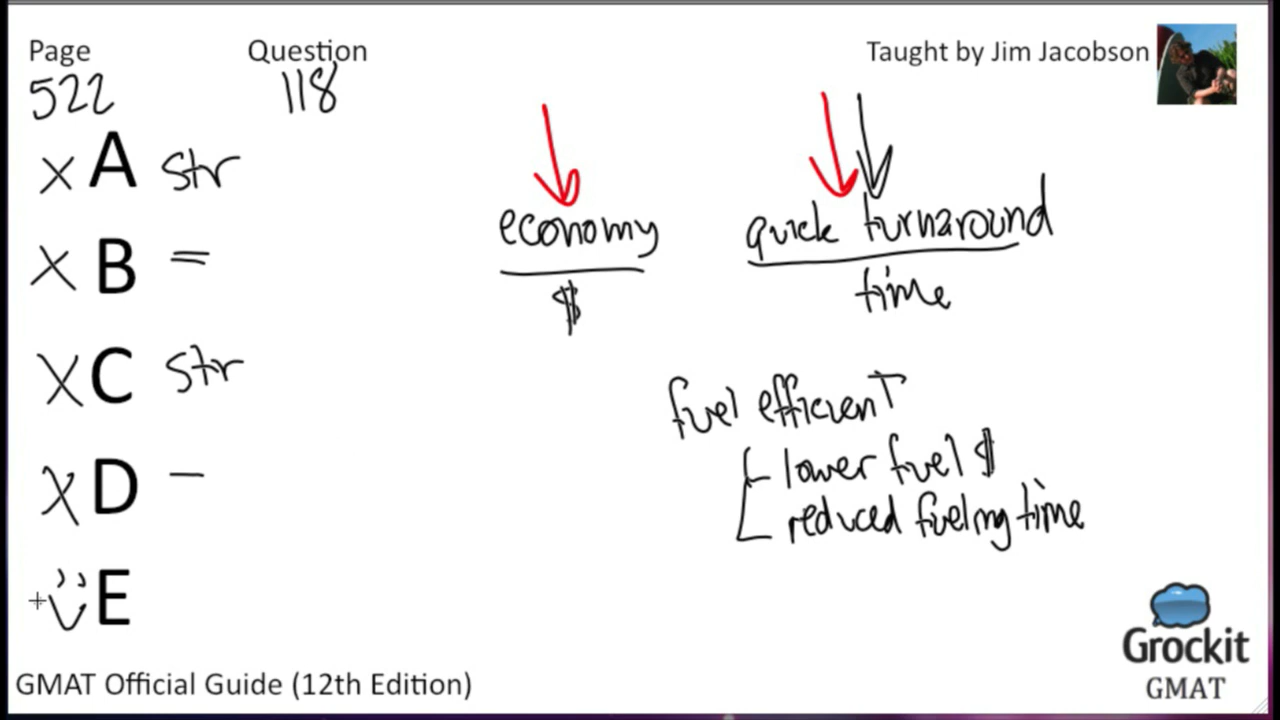 Page Question Taught by Jim Jacobson
522 118
X A Str
X B =
X C Str
X D –
E
economy quick turnaround
$ time
fuel efficient
lower fuel $
reduced fueling time
Grockit
GMAT
GMAT Official Guide (12th Edition)